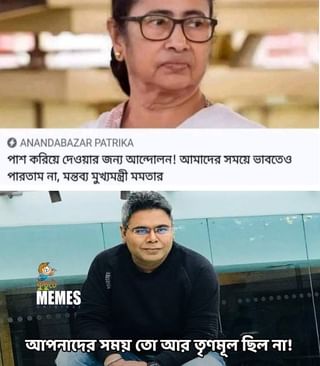 ANANDABAZAR PATRIKA
পাশ করিয়ে দেওয়ার জন্য আন্দোলন! আমাদের সময়ে ভাবতেও
পারতাম না, মন্তব্য মুখ্যমন্ত্রী মমতার
MEMES
আপনাদের সময় তো আর তৃণমূল ছিল না!